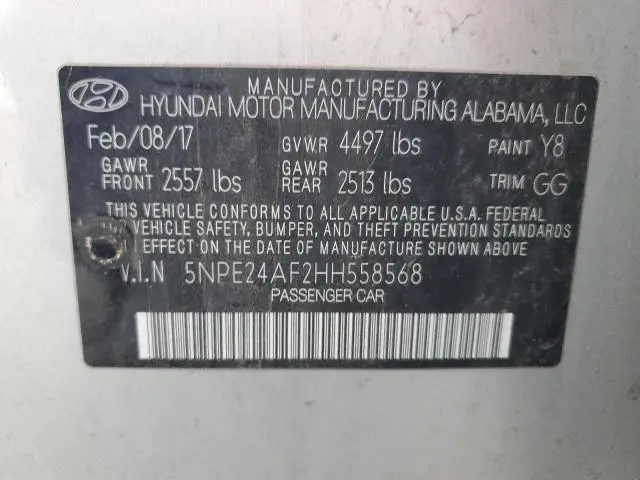 MANUFACTURED BY
HYUNDAI MOTOR MANUFACTURING ALABAMA, LLC
Feb/08/17 GVWR 4497 lbs PAINT Y8
GAWR FRONT 2557 lbs GAWR REAR 2513 lbs TRIM GG
THIS VEHICLE CONFORMS TO ALL APPLICABLE U.S.A. FEDERAL
VEHICLE SAFETY, BUMPER, AND THEFT PREVENTION STANDARDS
IN EFFECT ON THE DATE OF MANUFACTURE SHOWN ABOVE
V.I.N 5NPE24AF2HH558568
PASSENGER CAR